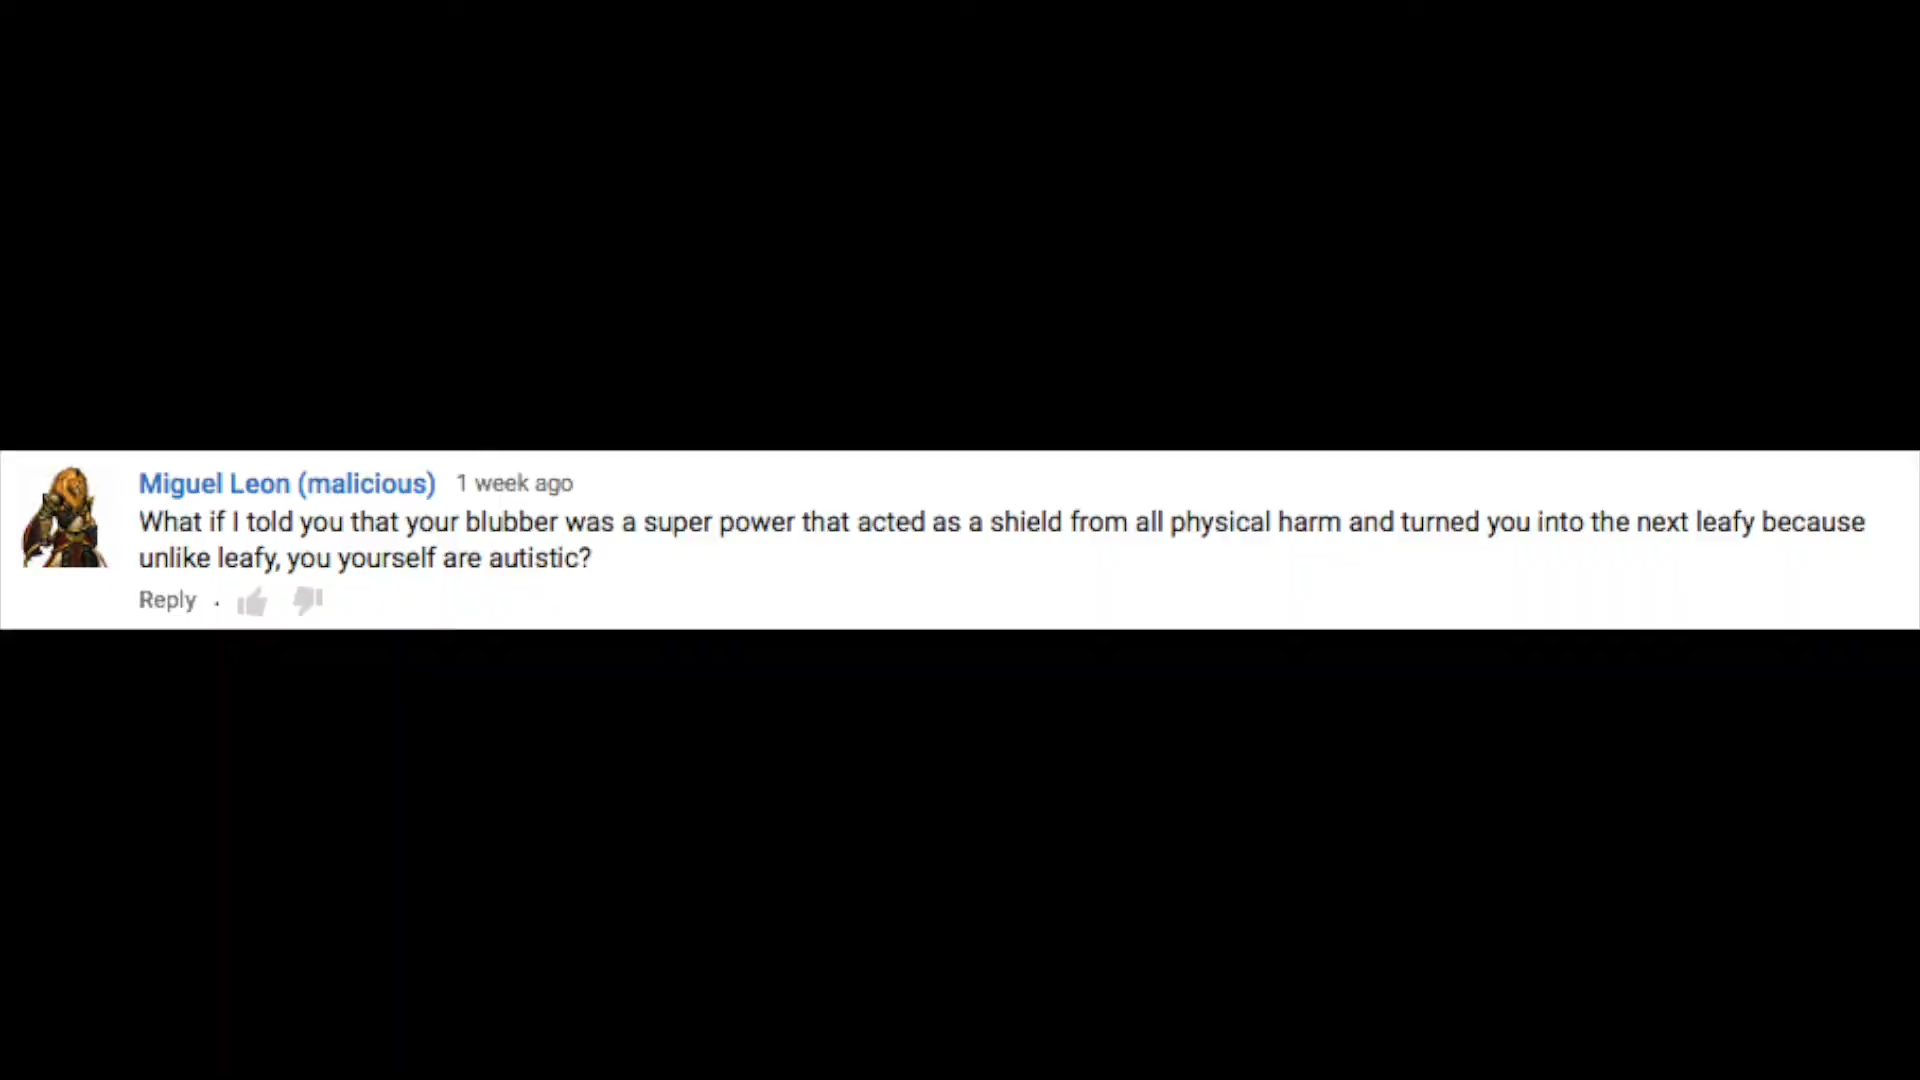 Miguel Leon (malicious) 1 week ago
What if I told you that your blubber was a super power that acted as a shield from all physical harm and turned you into the next leafy because
unlike leafy, you yourself are autistic?
Reply .